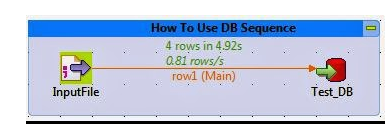 How To Use DB Sequence
4 rows in 4.92s
0.81 rows/s
row1 (Main)
InputFile
Test_DB